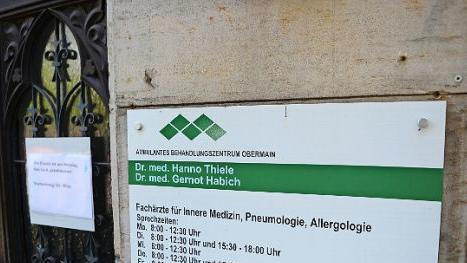 AMBULANTES BEHANDLUNGSZENTRUM OBERMAIN
Dr. med. Hanno Thiele
Dr. med. Gernot Habich
Fachärzte für Innere Medizin, Pneumologie, Allergologie
Sprechzeiten:
Mo. 8:00 - 12:30 Uhr
Di. 8:00 - 12:30 Uhr und 15:30 - 18:00 Uhr
Mi. 8:00 - 12:30 Uhr
Do. 8:00 - 12:30 Uhr und